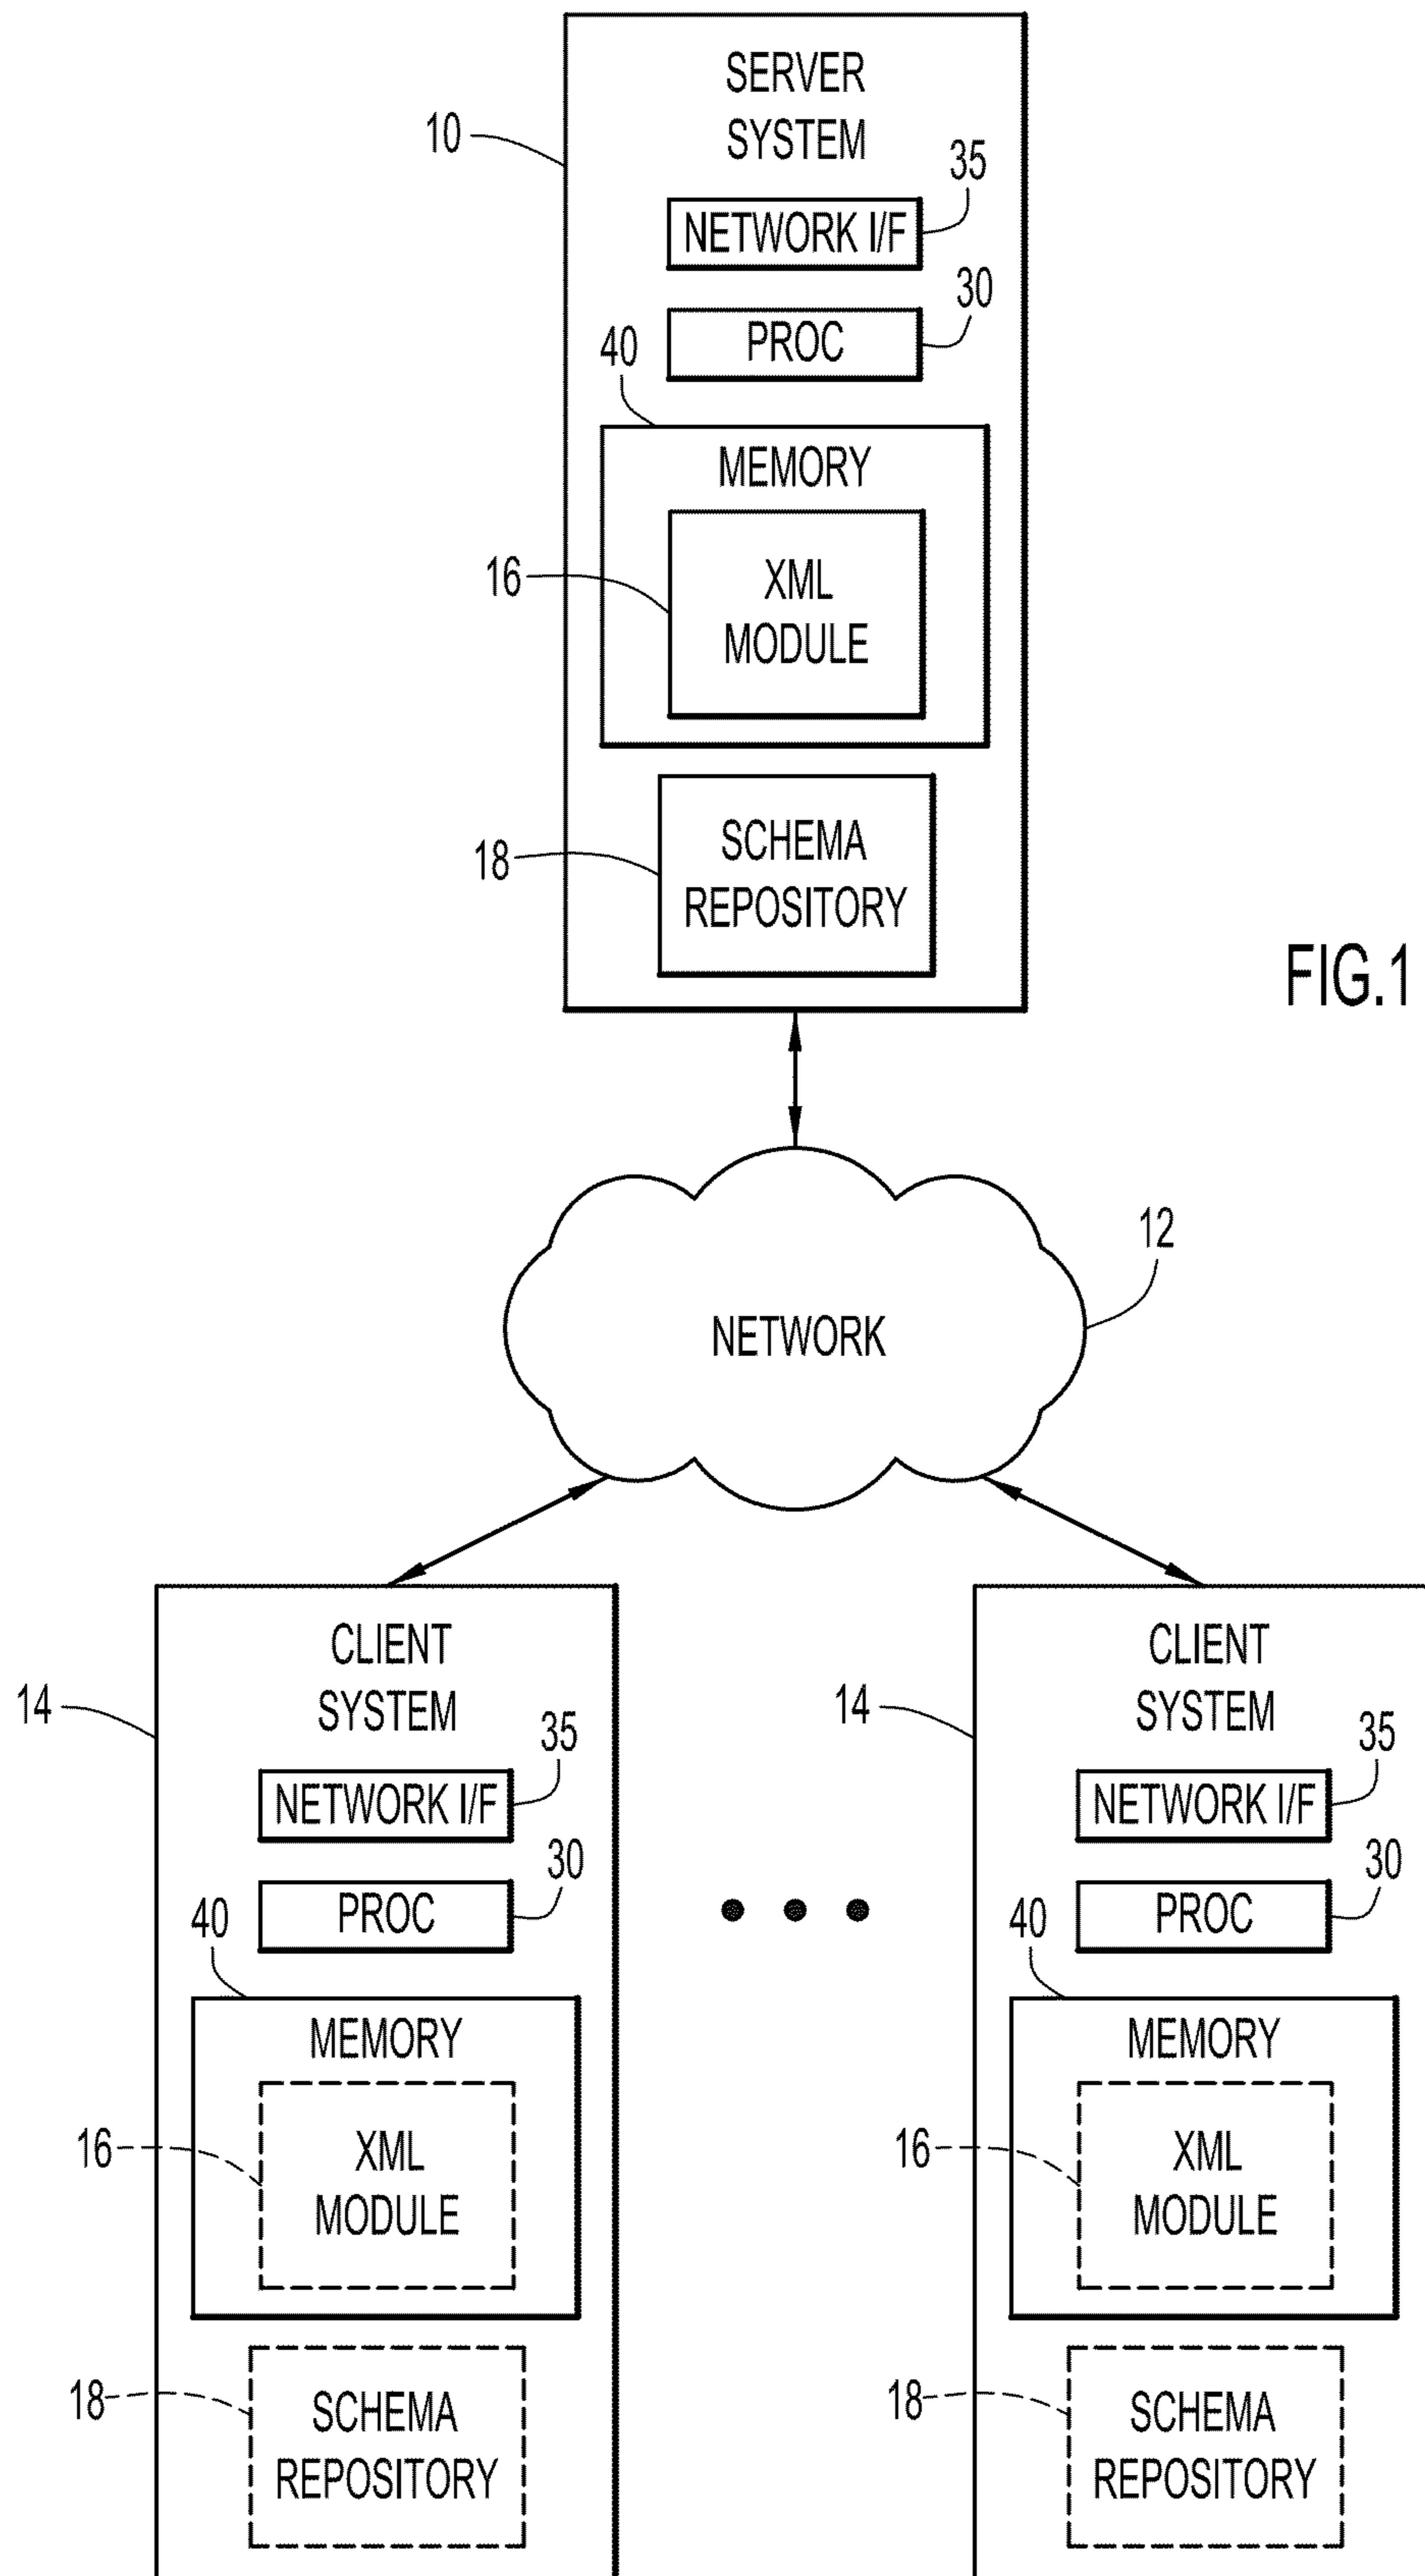 SERVER
SYSTEM
10
35
NETWORK I/F
30
PROC
40
MEMORY
16
XML
MODULE
18
SCHEMA
REPOSITORY
FIG.1
12
NETWORK
CLIENT
SYSTEM
14
35
NETWORK I/F
30
PROC
40
MEMORY
16
XML
MODULE
18
SCHEMA
REPOSITORY
CLIENT
SYSTEM
14
35
NETWORK I/F
30
PROC
40
MEMORY
16
XML
MODULE
18
SCHEMA
REPOSITORY